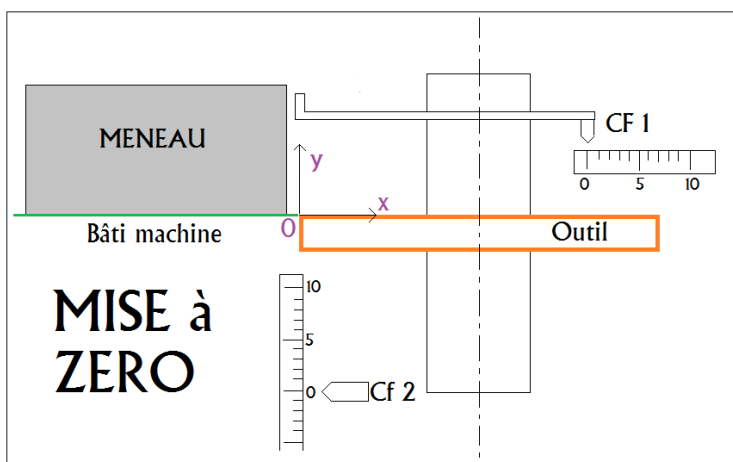 MENEAU
CF 1
0 5 10
y
x
0
Bâti machine
Outil
MISE à
ZERO
10
5
0
Cf 2